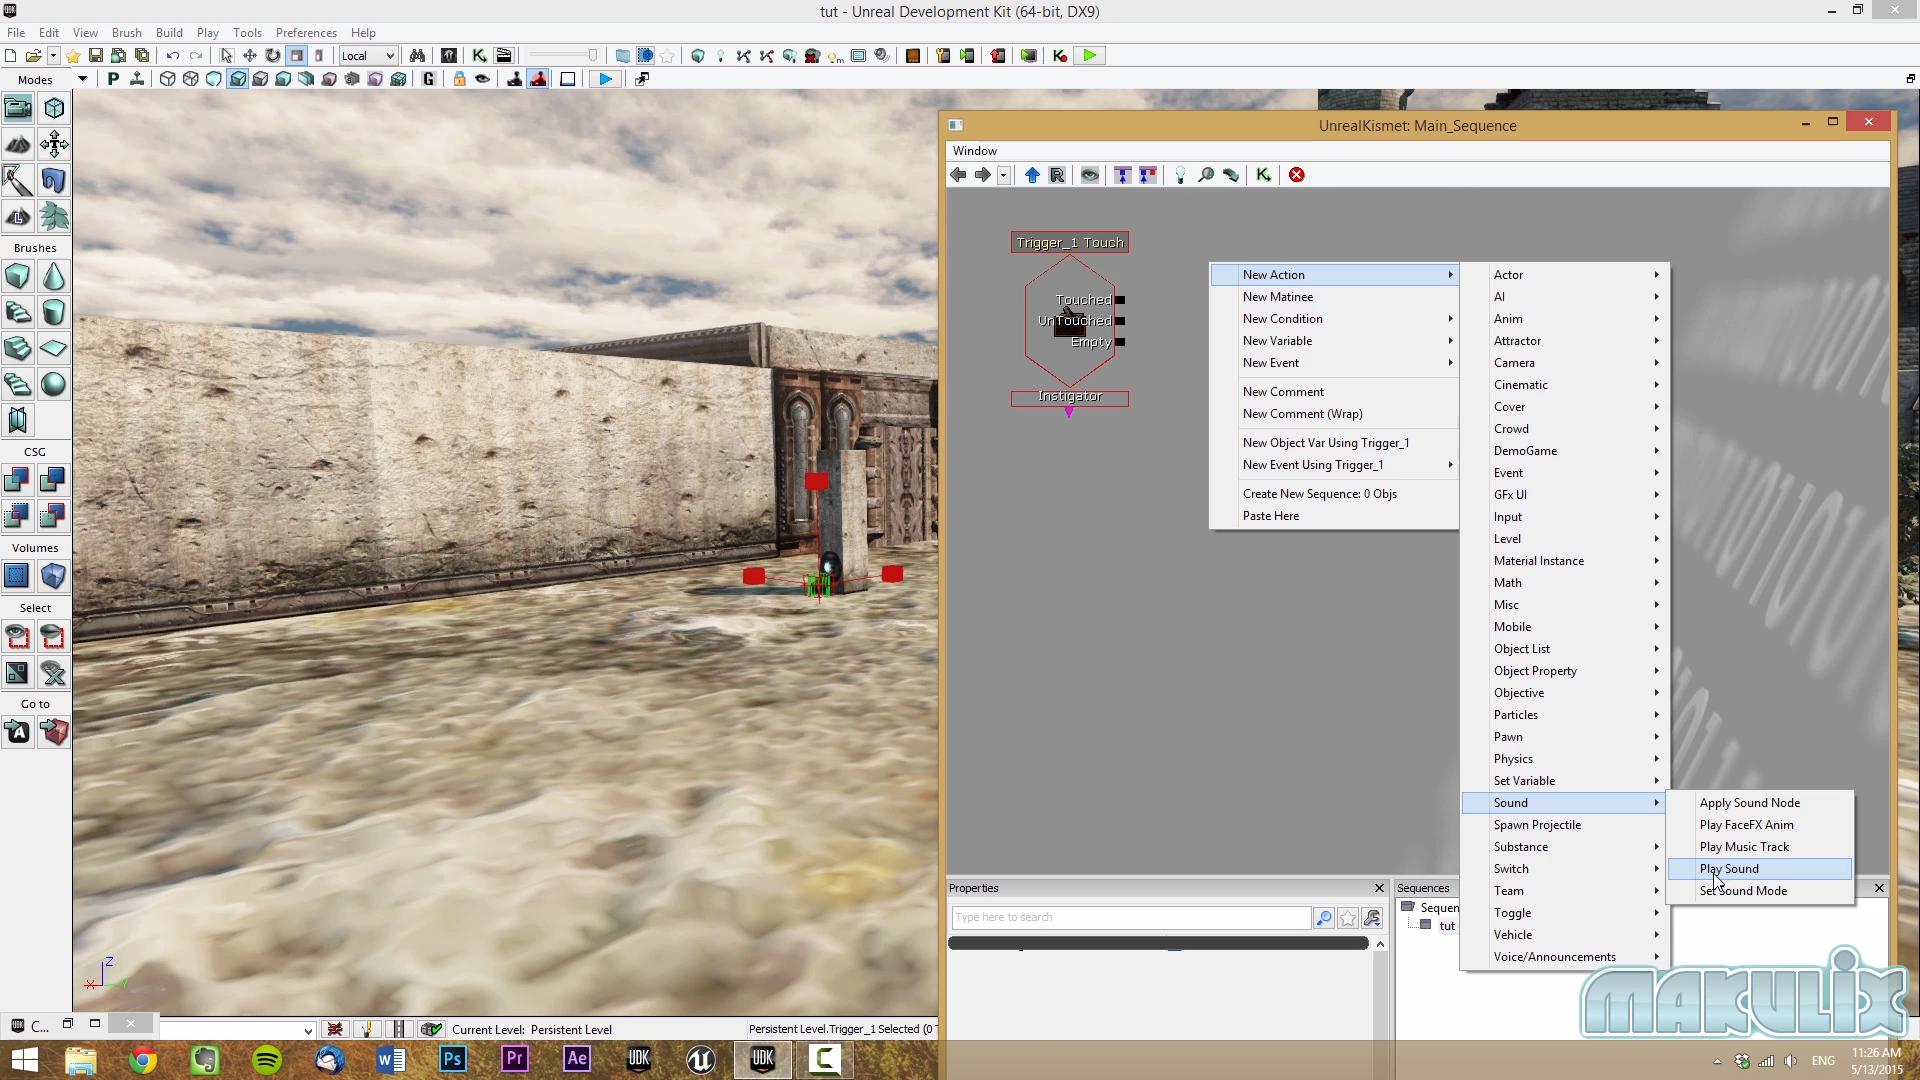 tut - Unreal Development Kit (64-bit, DX9)
File Edit View Brush Build Play Tools Preferences Help
Local
Modes
P
G
Brushes
CSG
Volumes
Select
Go to
UnrealKismet: Main_Sequence
Window
R
Trigger_1 Touch
Touched
UnTouched
Empty
Instigator
New Action
New Matinee
New Condition
New Variable
New Event
New Comment
New Comment (Wrap)
New Object Var Using Trigger_1
New Event Using Trigger_1
Create New Sequence: 0 Objs
Paste Here
Actor
AI
Anim
Attractor
Camera
Cinematic
Cover
Crowd
DemoGame
Event
GFx UI
Input
Level
Material Instance
Math
Misc
Mobile
Object List
Object Property
Objective
Particles
Pawn
Physics
Set Variable
Sound
Spawn Projectile
Substance
Switch
Team
Toggle
Vehicle
Voice/Announcements
Apply Sound Node
Play FaceFX Anim
Play Music Track
Play Sound
Set Sound Mode
Properties
Type here to search
Sequences
Sequen
tut
Z
X
Y
C...
Current Level: Persistent Level
Persistent Level.Trigger_1 Selected (0
MAKULIX
Ps
Pr
Ae
UDK
UDK
ENG
11:26 AM
5/13/2015